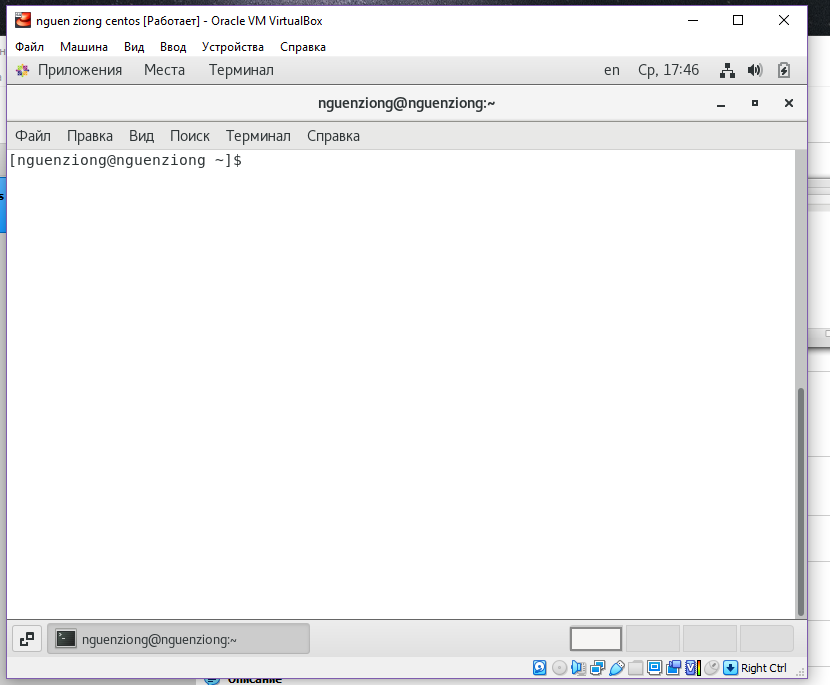 nguen ziong centos [Работает] - Oracle VM VirtualBox
Файл Машина Вид Ввод Устройства Справка
Приложения Места Терминал en Ср, 17:46
nguenziong@nguenziong:~
Файл Правка Вид Поиск Терминал Справка
[nguenziong@nguenziong ~]$
nguenziong@nguenziong:~
Right Ctrl
Описание